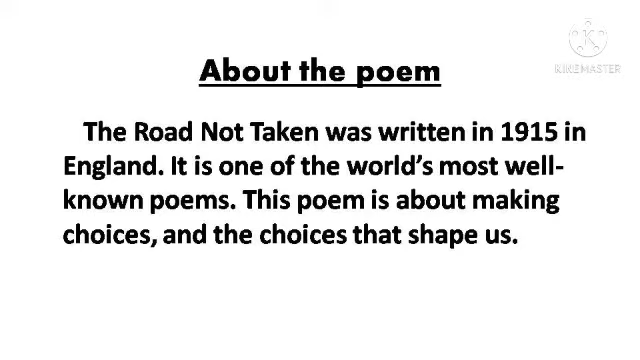 KINEMASTER
About the poem
The Road Not Taken was written in 1915 in
England. It is one of the world's most well-
known poems. This poem is about making
choices, and the choices that shape us.